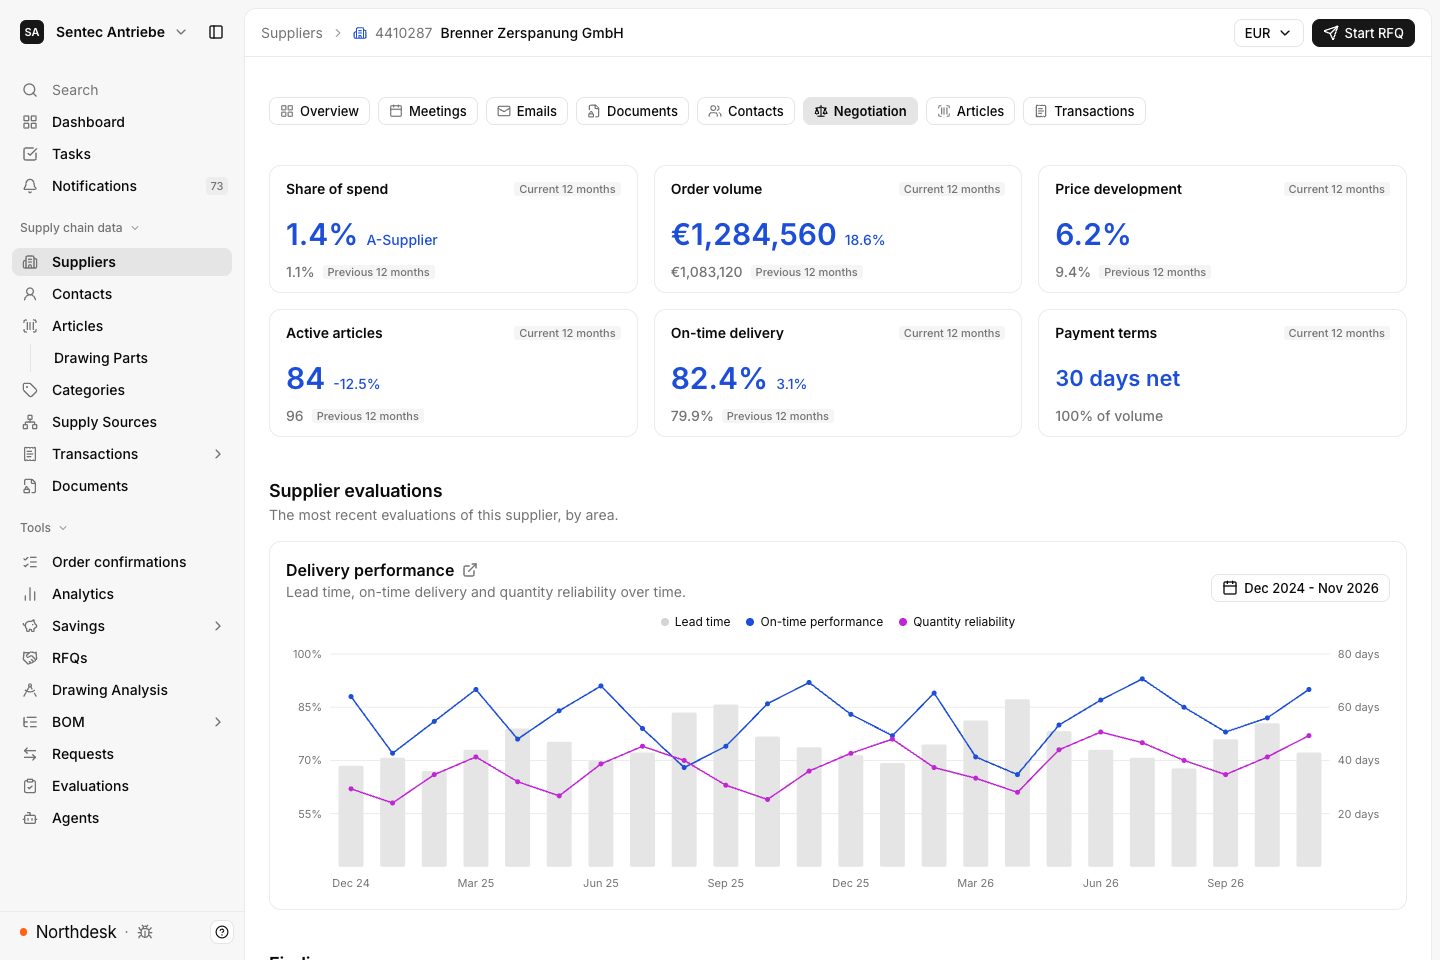 SA Sentec Antriebe
Search
Dashboard
Tasks
Notifications 73
Supply chain data
Suppliers
Contacts
Articles
Drawing Parts
Categories
Supply Sources
Transactions
Documents
Tools
Order confirmations
Analytics
Savings
RFQs
Drawing Analysis
BOM
Requests
Evaluations
Agents
Northdesk ·
Suppliers 4410287 Brenner Zerspanung GmbH
EUR Start RFQ
Overview Meetings Emails Documents Contacts Negotiation Articles Transactions
Share of spend Current 12 months
1.4% A-Supplier
1.1% Previous 12 months
Order volume Current 12 months
€1,284,560 18.6%
€1,083,120 Previous 12 months
Price development Current 12 months
6.2%
9.4% Previous 12 months
Active articles Current 12 months
84 -12.5%
96 Previous 12 months
On-time delivery Current 12 months
82.4% 3.1%
79.9% Previous 12 months
Payment terms Current 12 months
30 days net
100% of volume
Supplier evaluations
The most recent evaluations of this supplier, by area.
Delivery performance
Lead time, on-time delivery and quantity reliability over time.
Dec 2024 - Nov 2026
Lead time On-time performance Quantity reliability
100% 80 days
85% 60 days
70% 40 days
55% 20 days
Dec 24 Mar 25 Jun 25 Sep 25 Dec 25 Mar 26 Jun 26 Sep 26